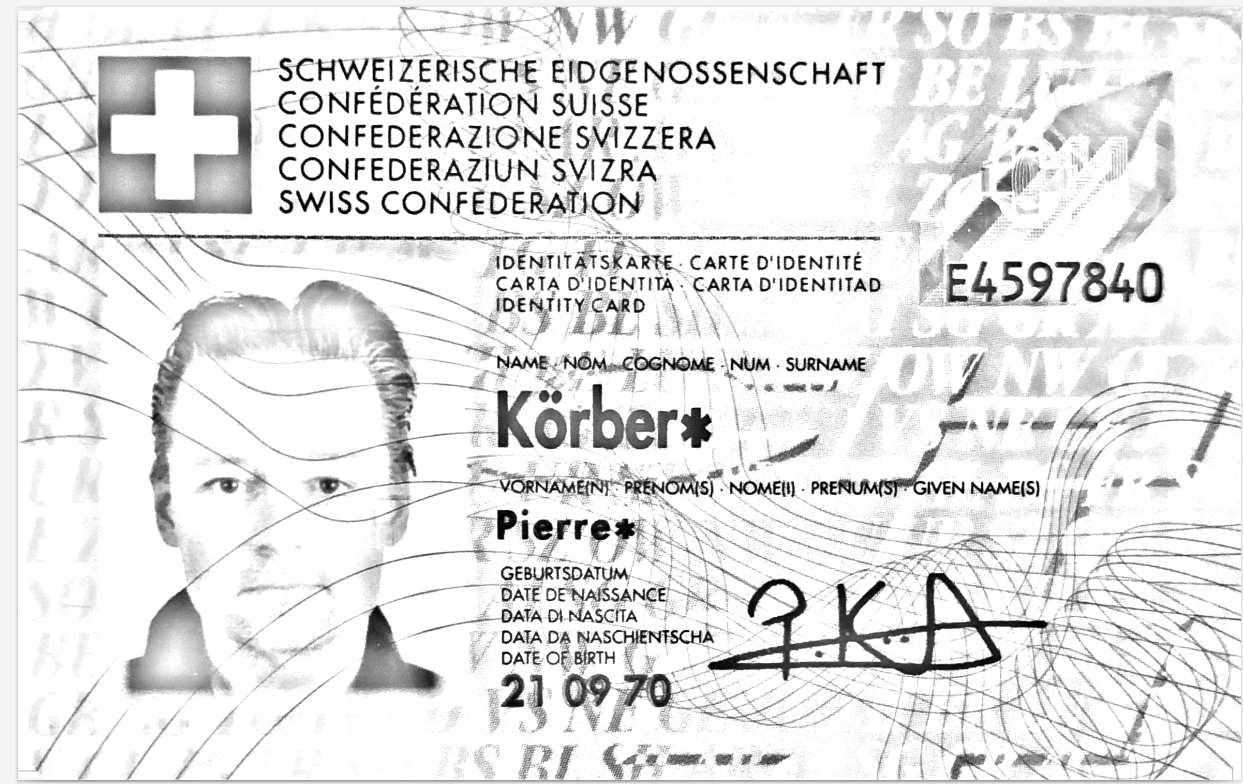 SCHWEIZERISCHE EIDGENOSSENSCHAFT
CONFÉDÉRATION SUISSE
CONFEDERAZIONE SVIZZERA
CONFEDERAZIUN SVIZRA
SWISS CONFEDERATION
IDENTITÄTSKARTE · CARTE D'IDENTITÉ
CARTA D'IDENTITÀ · CARTA D'IDENTITAD
IDENTITY CARD
E4597840
NAME · NOM · COGNOME · NUM · SURNAME
Körber*
VORNAME(N) · PRÉNOM(S) · NOME(I) · PRENUM(S) · GIVEN NAME(S)
Pierre*
GEBURTSDATUM
DATE DE NAISSANCE
DATA DI NASCITA
DATA DA NASCHIENTSCHA
DATE OF BIRTH
21 09 70